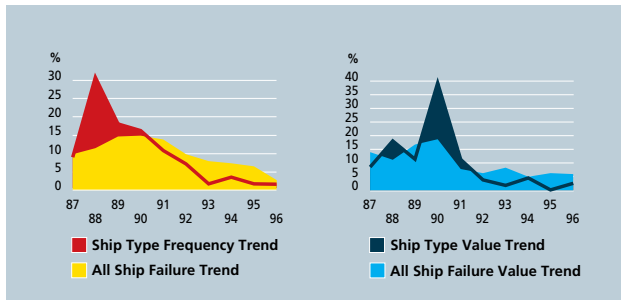 %
30
25
20
15
10
5
0
87 89 91 93 95
88 90 92 94 96
Ship Type Frequency Trend
All Ship Failure Trend
%
40
35
30
25
20
15
10
5
0
87 89 91 93 95
88 90 92 94 96
Ship Type Value Trend
All Ship Failure Value Trend